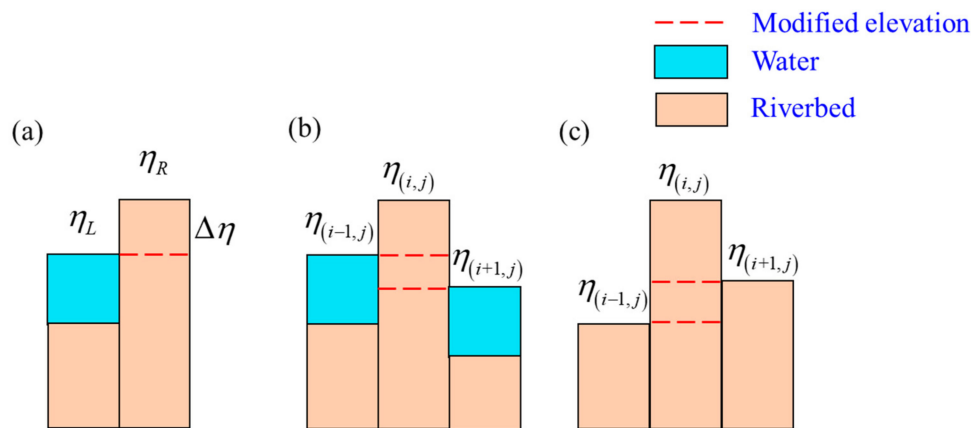 Modified elevation
Water
Riverbed
(a)
(b)
(c)
η_R
η_L
Δη
η_(i,j)
η_(i−1,j)
η_(i+1,j)
η_(i,j)
η_(i+1,j)
η_(i−1,j)